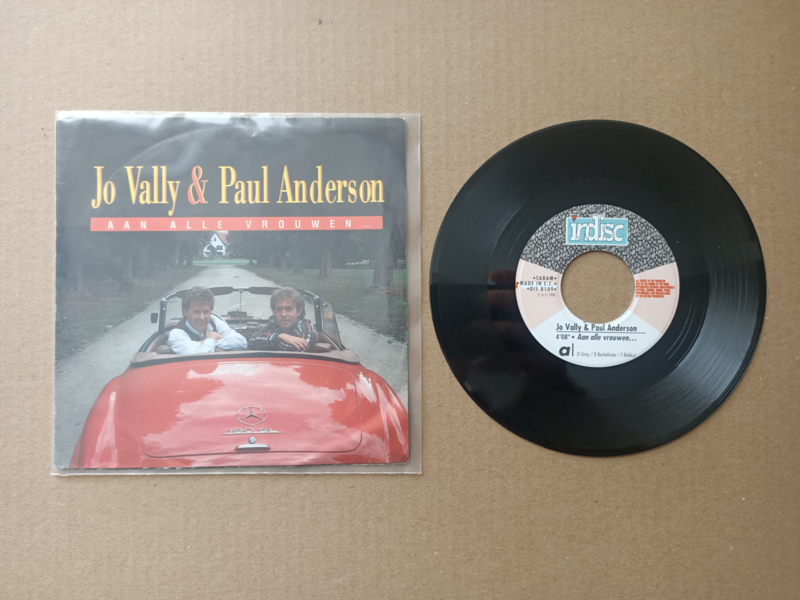 Jo Vally & Paul Anderson
AAN ALLE VROUWEN...
indisc
•SABAM•
MADE IN E.C.
•DIS 8109•
Jo Vally & Paul Anderson
4'08" • Aan alle vrouwen...
a